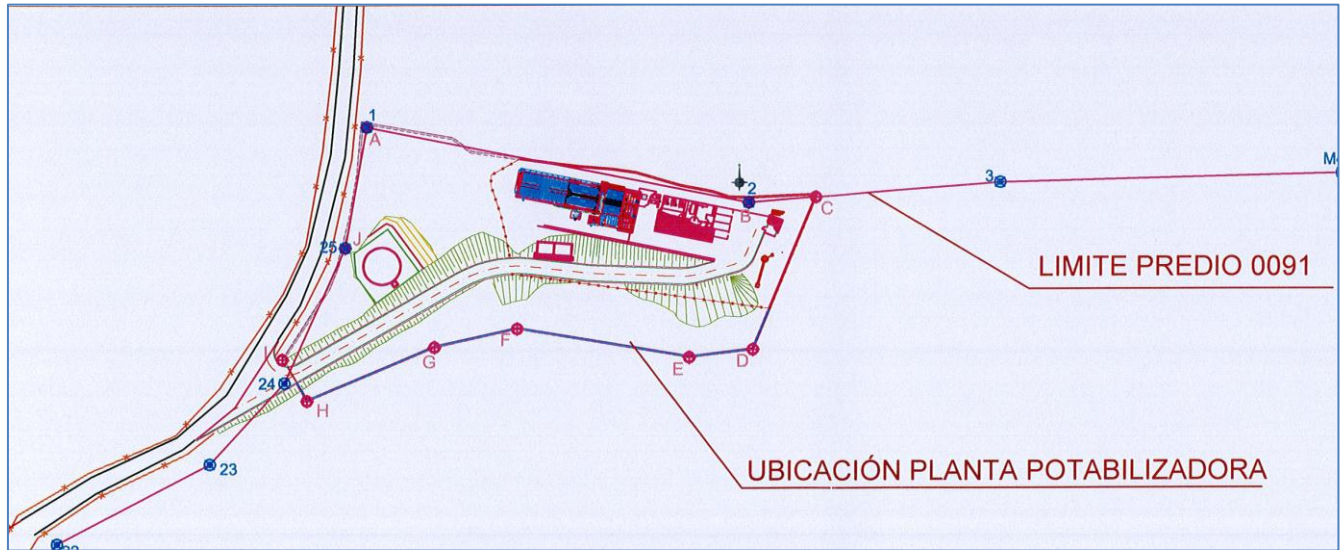 1
A
M
2
3
B
C
LIMITE PREDIO 0091
25
J
F
G
E
D
24
H
23
UBICACIÓN PLANTA POTABILIZADORA